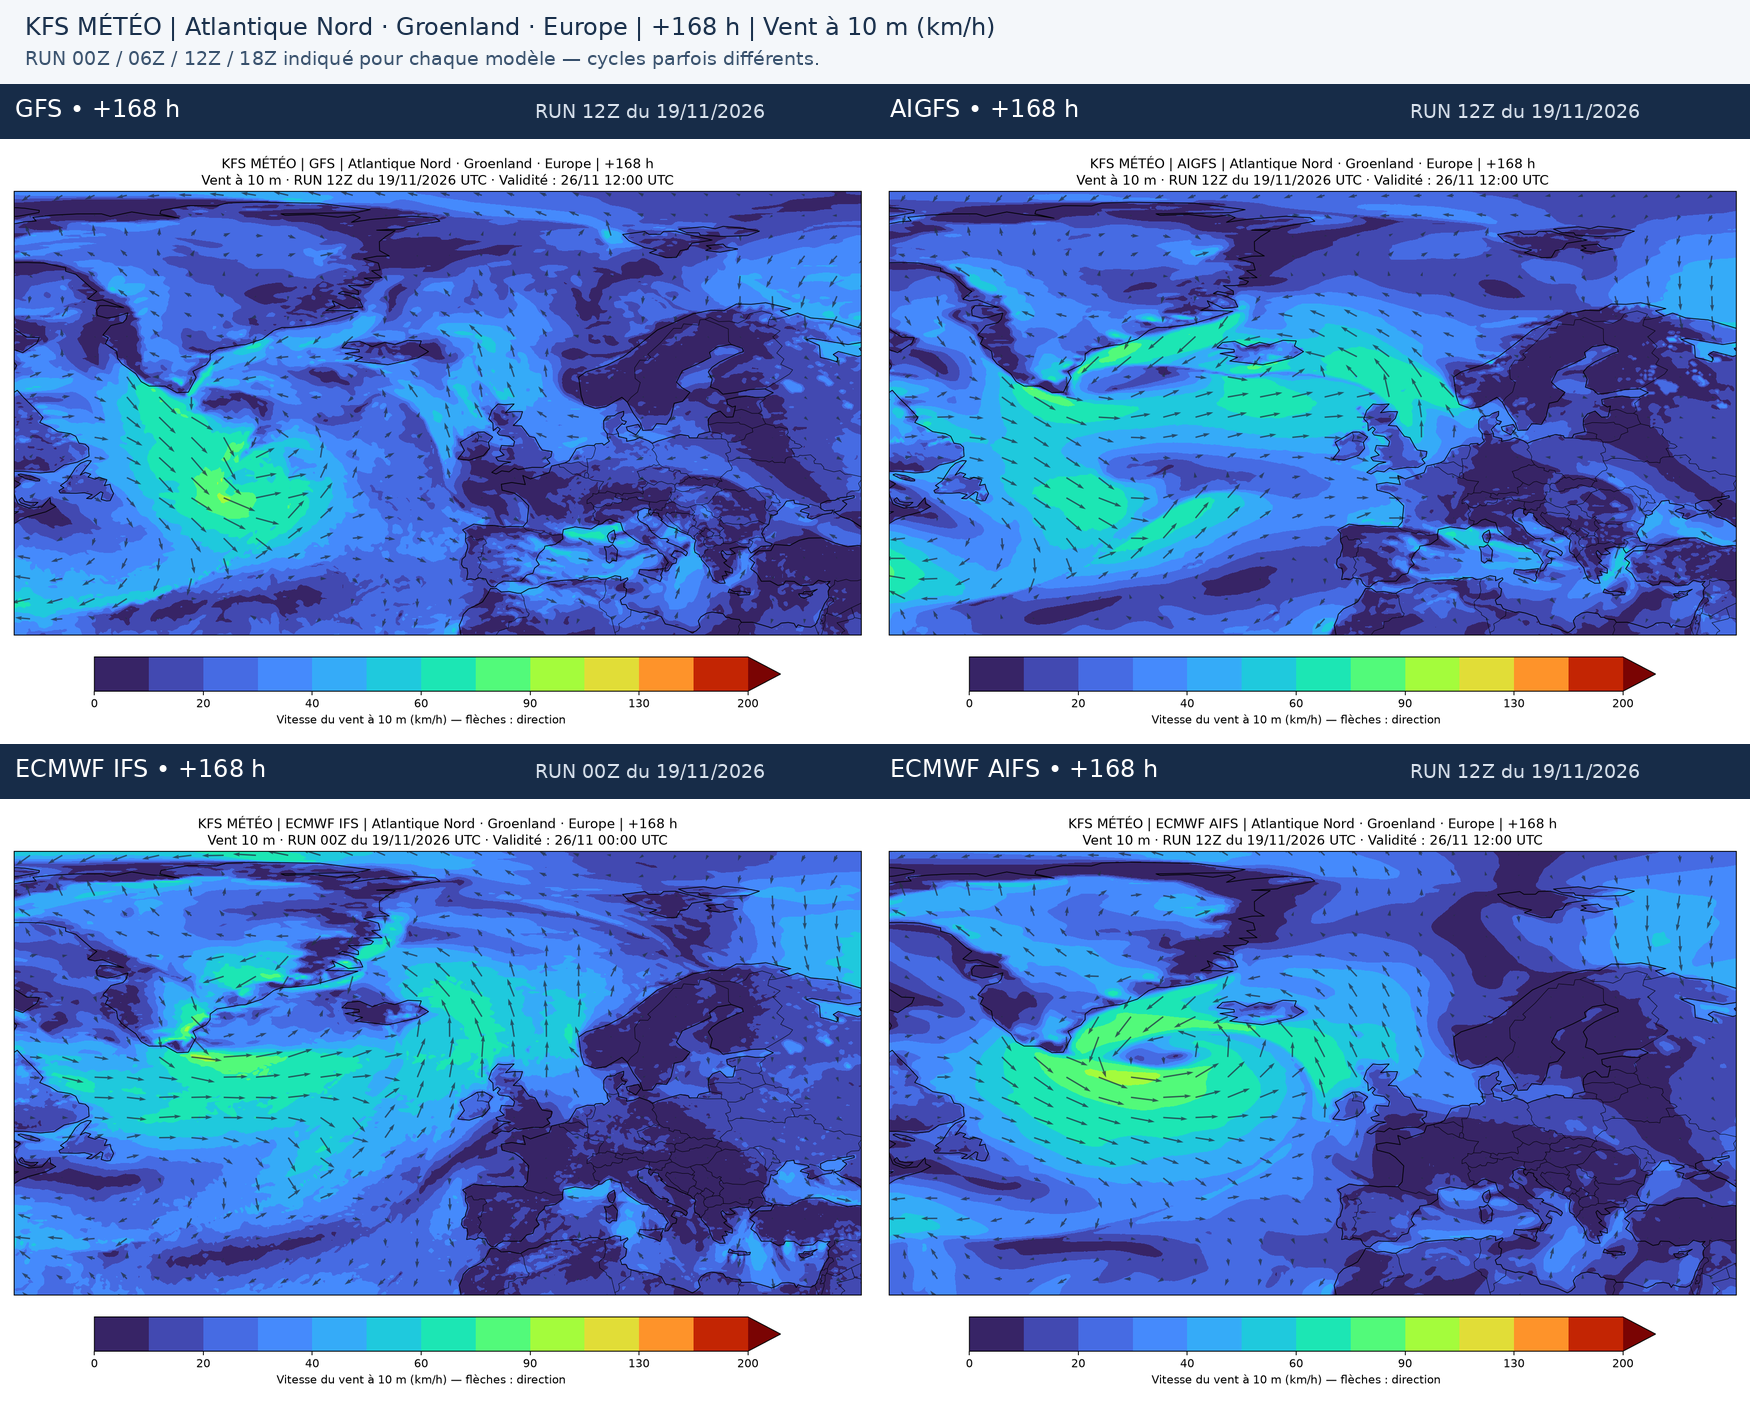 KFS MÉTÉO | Atlantique Nord · Groenland · Europe | +168 h | Vent à 10 m (km/h)
RUN 00Z / 06Z / 12Z / 18Z indiqué pour chaque modèle — cycles parfois différents.
GFS • +168 h
RUN 12Z du 19/11/2026
KFS MÉTÉO | GFS | Atlantique Nord · Groenland · Europe | +168 h
Vent à 10 m · RUN 12Z du 19/11/2026 UTC · Validité : 26/11 12:00 UTC
0 20 40 60 90 130 200
Vitesse du vent à 10 m (km/h) — flèches : direction
AIGFS • +168 h
RUN 12Z du 19/11/2026
KFS MÉTÉO | AIGFS | Atlantique Nord · Groenland · Europe | +168 h
Vent à 10 m · RUN 12Z du 19/11/2026 UTC · Validité : 26/11 12:00 UTC
0 20 40 60 90 130 200
Vitesse du vent à 10 m (km/h) — flèches : direction
ECMWF IFS • +168 h
RUN 00Z du 19/11/2026
KFS MÉTÉO | ECMWF IFS | Atlantique Nord · Groenland · Europe | +168 h
Vent 10 m · RUN 00Z du 19/11/2026 UTC · Validité : 26/11 00:00 UTC
0 20 40 60 90 130 200
Vitesse du vent à 10 m (km/h) — flèches : direction
ECMWF AIFS • +168 h
RUN 12Z du 19/11/2026
KFS MÉTÉO | ECMWF AIFS | Atlantique Nord · Groenland · Europe | +168 h
Vent 10 m · RUN 12Z du 19/11/2026 UTC · Validité : 26/11 12:00 UTC
0 20 40 60 90 130 200
Vitesse du vent à 10 m (km/h) — flèches : direction